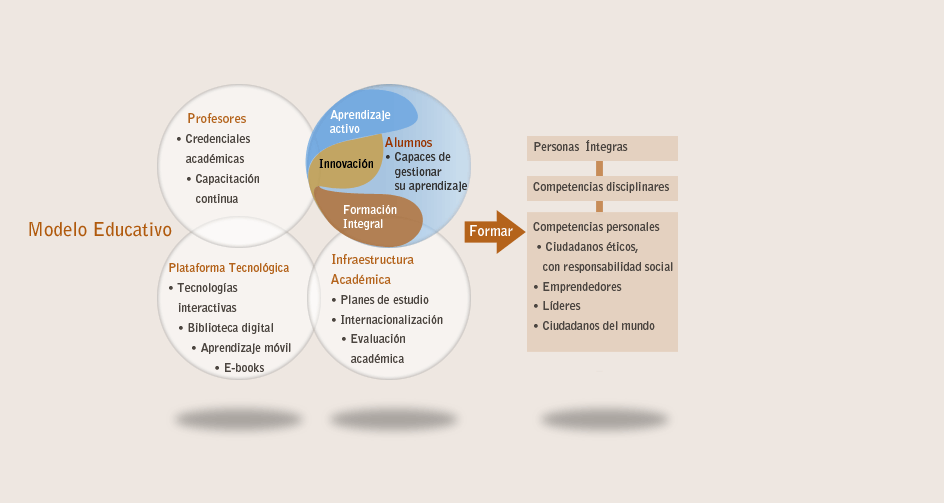 Modelo Educativo
Profesores
• Credenciales
académicas
• Capacitación
continua
Aprendizaje
activo
Innovación
Formación
Integral
Alumnos
• Capaces de
gestionar
su aprendizaje
Plataforma Tecnológica
• Tecnologías
interactivas
• Biblioteca digital
• Aprendizaje móvil
• E-books
Infraestructura
Académica
• Planes de estudio
• Internacionalización
• Evaluación
académica
Formar
Personas Íntegras
Competencias disciplinares
Competencias personales
• Ciudadanos éticos,
con responsabilidad social
• Emprendedores
• Líderes
• Ciudadanos del mundo